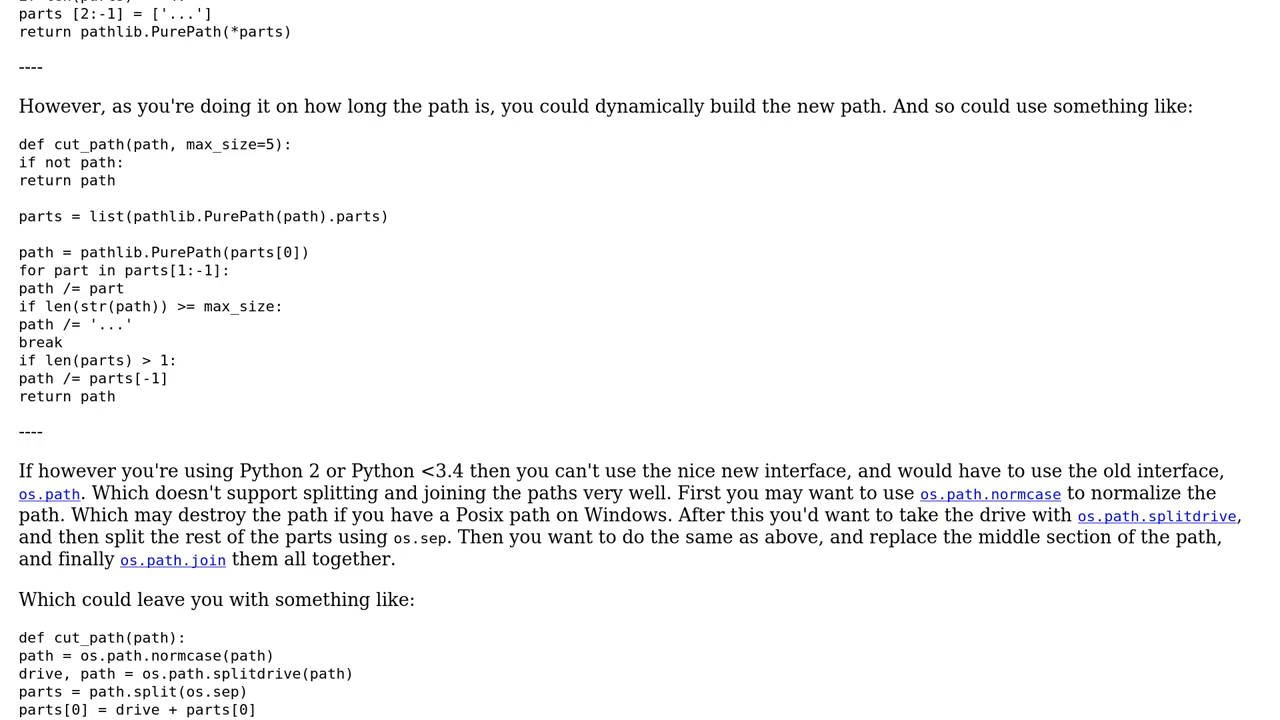 parts [2:-1] = ['...']
return pathlib.PurePath(*parts)
----
However, as you're doing it on how long the path is, you could dynamically build the new path. And so could use something like:
def cut_path(path, max_size=5):
if not path:
return path
parts = list(pathlib.PurePath(path).parts)
path = pathlib.PurePath(parts[0])
for part in parts[1:-1]:
path /= part
if len(str(path)) >= max_size:
path /= '...'
break
if len(parts) > 1:
path /= parts[-1]
return path
----
If however you're using Python 2 or Python <3.4 then you can't use the nice new interface, and would have to use the old interface,
os.path. Which doesn't support splitting and joining the paths very well. First you may want to use os.path.normcase to normalize the
path. Which may destroy the path if you have a Posix path on Windows. After this you'd want to take the drive with os.path.splitdrive,
and then split the rest of the parts using os.sep. Then you want to do the same as above, and replace the middle section of the path,
and finally os.path.join them all together.
Which could leave you with something like:
def cut_path(path):
path = os.path.normcase(path)
drive, path = os.path.splitdrive(path)
parts = path.split(os.sep)
parts[0] = drive + parts[0]